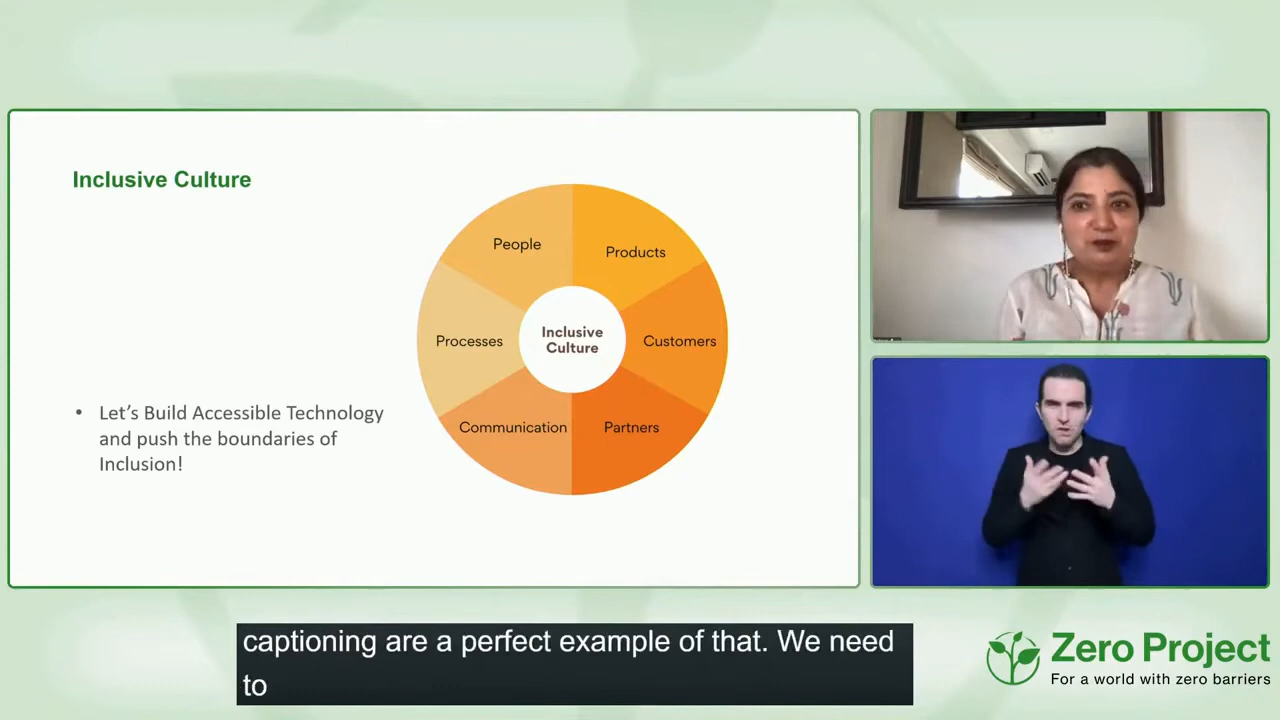 Inclusive Culture
People
Products
Processes
Inclusive
Culture
Customers
Communication
Partners
• Let’s Build Accessible Technology
and push the boundaries of
Inclusion!
captioning are a perfect example of that. We need
to
Zero Project
For a world with zero barriers